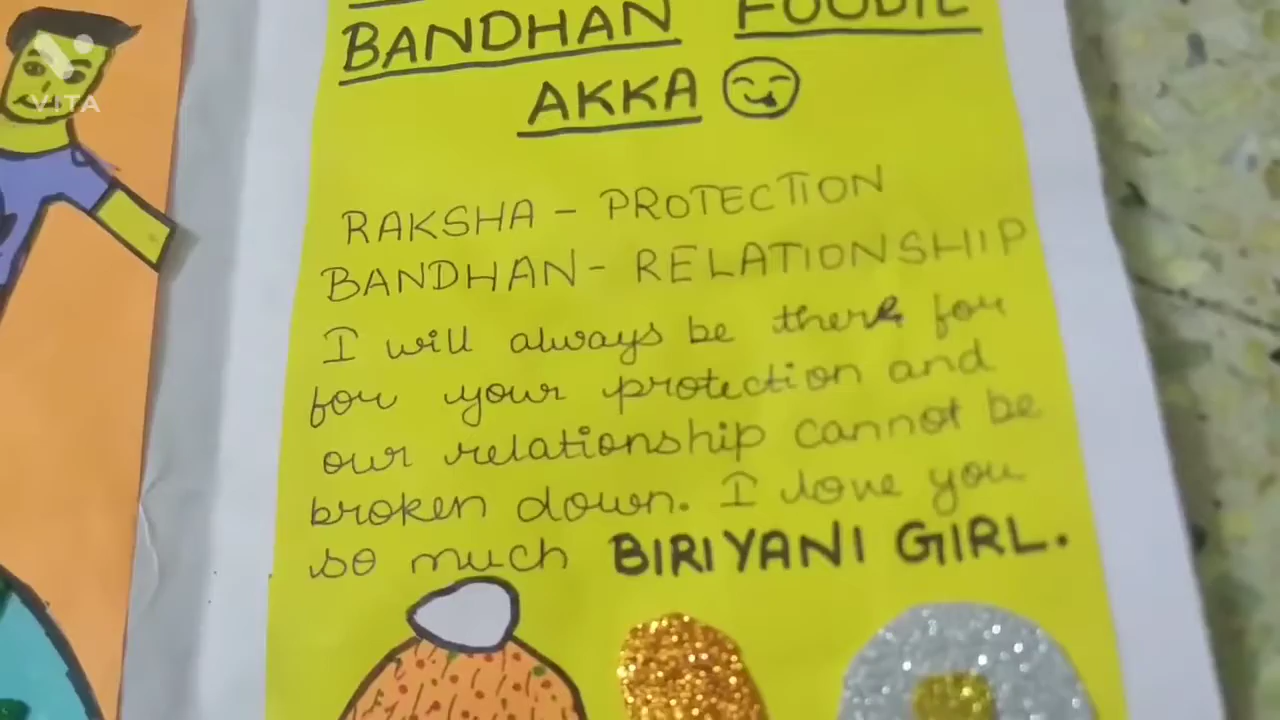 BANDHAN FOODIE
AKKA
RAKSHA - PROTECTION
BANDHAN - RELATIONSHIP
I will always be there for
for your protection and
our relationship cannot be
broken down. I love you
so much BIRIYANI GIRL.
VITA